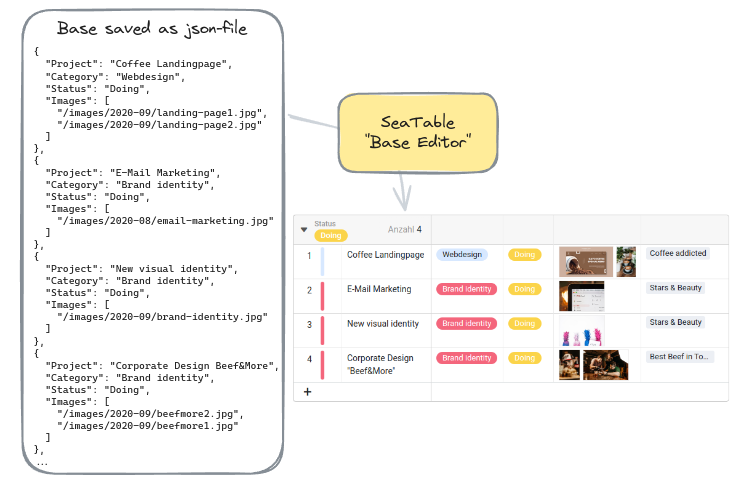 Base saved as json-file
{
"Project": "Coffee Landingpage",
"Category": "Webdesign",
"Status": "Doing",
"Images": [
"/images/2020-09/landing-page1.jpg",
"/images/2020-09/landing-page2.jpg"
]
},
{
"Project": "E-Mail Marketing",
"Category": "Brand identity",
"Status": "Doing",
"Images": [
"/images/2020-08/email-marketing.jpg"
]
},
{
"Project": "New visual identity",
"Category": "Brand identity",
"Status": "Doing",
"Images": [
"/images/2020-09/brand-identity.jpg"
]
},
{
"Project": "Corporate Design Beef&More",
"Category": "Brand identity",
"Status": "Doing",
"Images": [
"/images/2020-09/beefmore2.jpg",
"/images/2020-09/beefmore1.jpg"
]
},
...
SeaTable
"Base Editor"
Status
Doing Anzahl 4
1 Coffee Landingpage Webdesign Doing Coffee addicted
2 E-Mail Marketing Brand identity Doing Stars & Beauty
3 New visual identity Brand identity Doing Stars & Beauty
4 Corporate Design Brand identity Doing Best Beef in To...
"Beef&More"
+